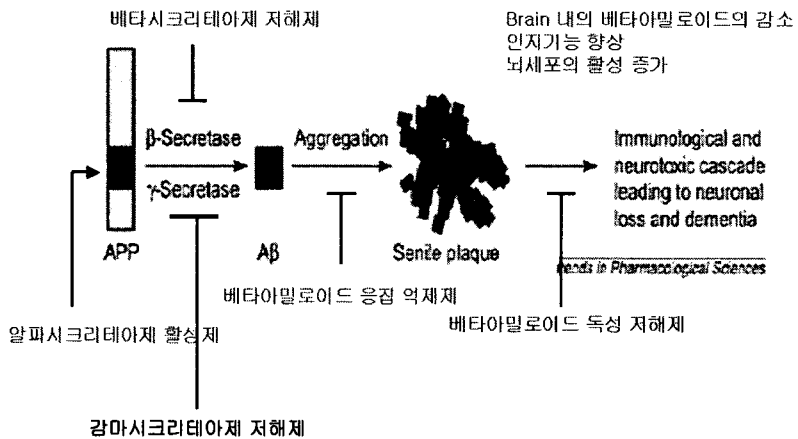 베타시크리테아제 저해제
Brain 내의 베타아밀로이드의 감소
인지기능 향상
뇌세포의 활성 증가
β-Secretase
γ-Secretase
Aggregation
Immunological and
neurotoxic cascade
leading to neuronal
loss and dementia
APP
Aβ
Senile plaque
trends in Pharmacological Sciences
베타아밀로이드 응집 억제제
알파시크리테아제 활성제
베타아밀로이드 독성 저해제
감마시크리테아제 저해제